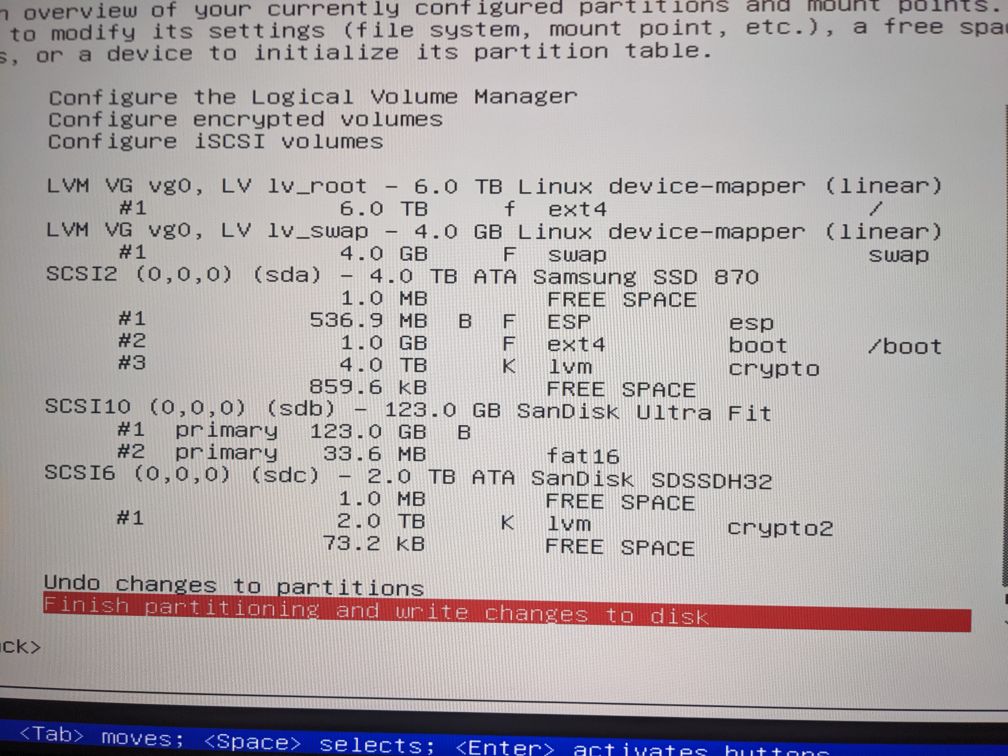 overview of your currently configured partitions and mount points.
to modify its settings (file system, mount point, etc.), a free
or a device to initialize its partition table.
Configure the Logical Volume Manager
Configure encrypted volumes
Configure iSCSI volumes
LVM VG vg0, LV lv_root - 6.0 TB Linux device-mapper (linear)
#1 6.0 TB f ext4 /
LVM VG vg0, LV lv_swap - 4.0 GB Linux device-mapper (linear)
#1 4.0 GB F swap swap
SCSI2 (0,0,0) (sda) - 4.0 TB ATA Samsung SSD 870
1.0 MB FREE SPACE
#1 536.9 MB B F ESP esp
#2 1.0 GB F ext4 boot /boot
#3 4.0 TB K lvm crypto
859.6 kB FREE SPACE
SCSI10 (0,0,0) (sdb) - 123.0 GB SanDisk Ultra Fit
#1 primary 123.0 GB B
#2 primary 33.6 MB fat16
SCSI6 (0,0,0) (sdc) - 2.0 TB ATA SanDisk SDSSDH32
1.0 MB FREE SPACE
#1 2.0 TB K lvm crypto2
73.2 kB FREE SPACE
Undo changes to partitions
Finish partitioning and write changes to disk
ck>
<Tab> moves; <Space> selects; <Enter> activates buttons